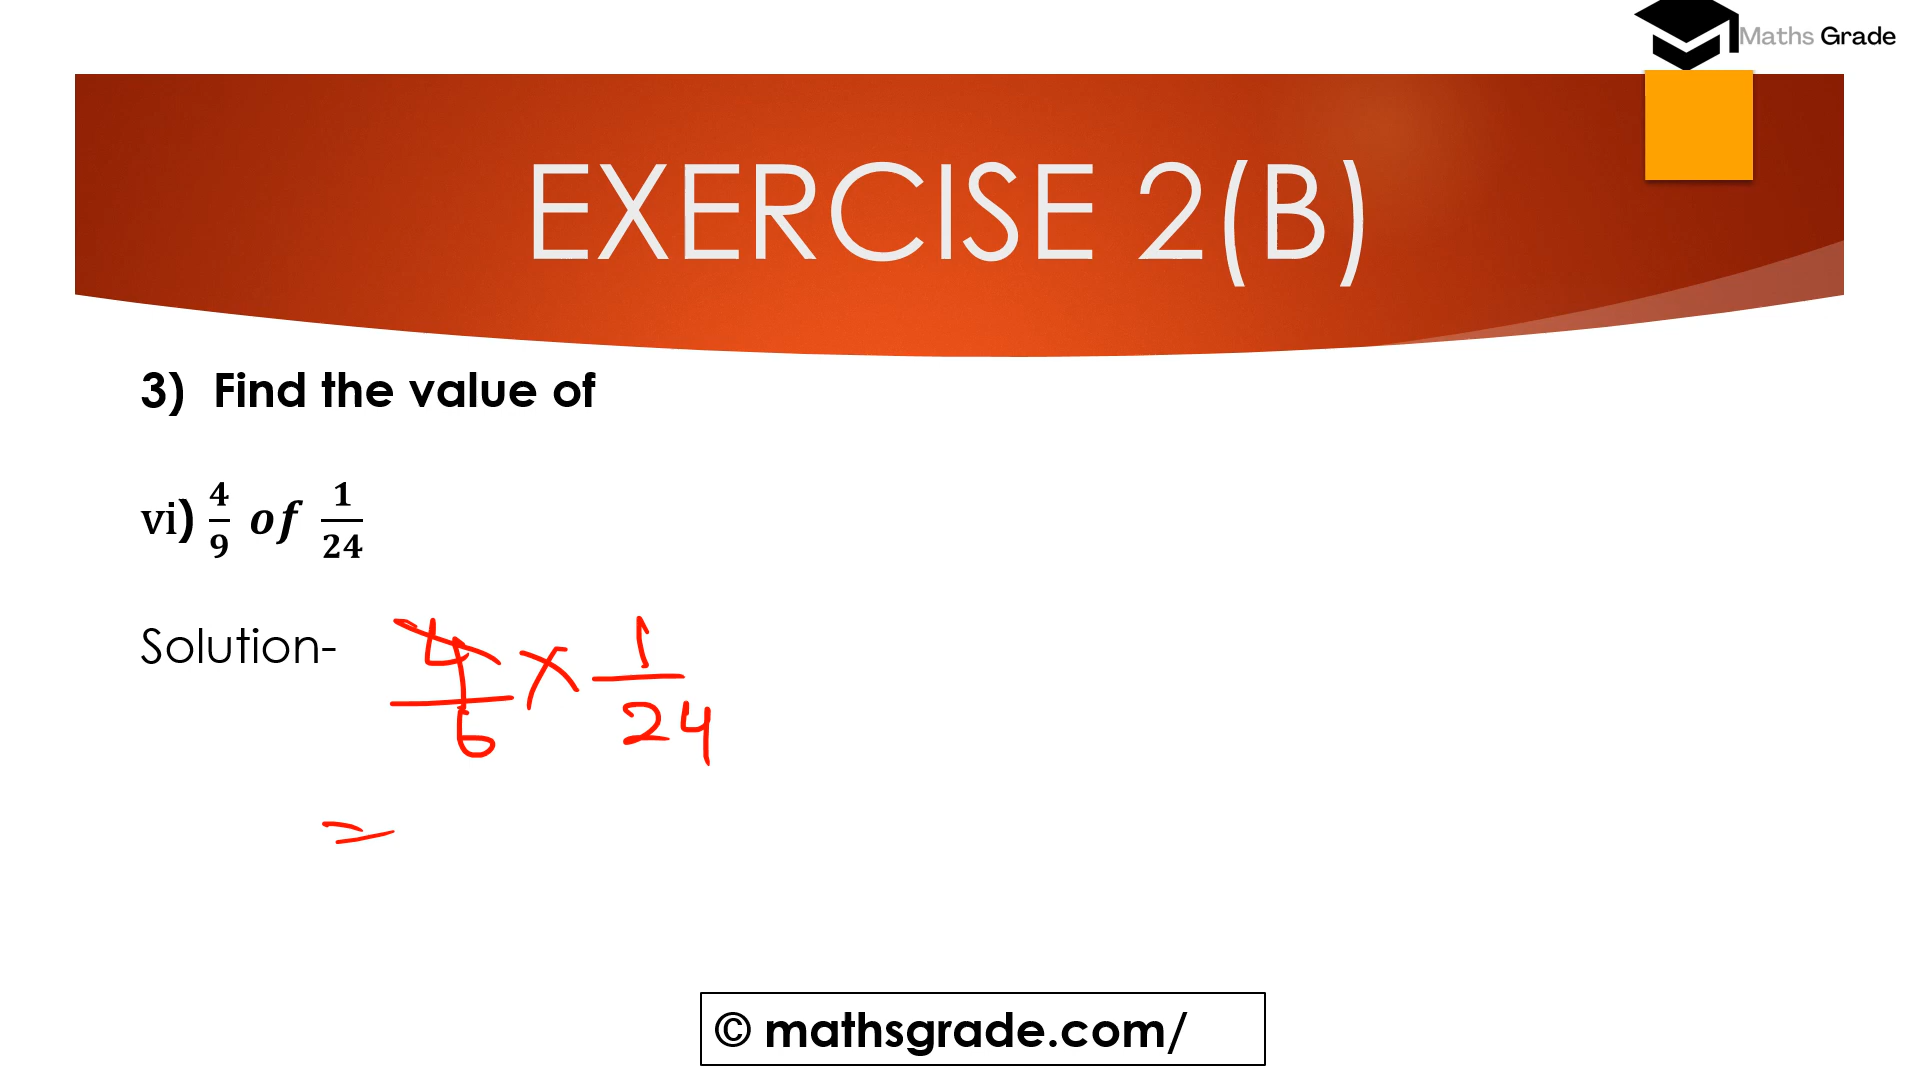 Maths Grade
EXERCISE 2(B)
3) Find the value of
vi) 4/9 of 1/24
Solution- 4/6 × 1/24
=
© mathsgrade.com/